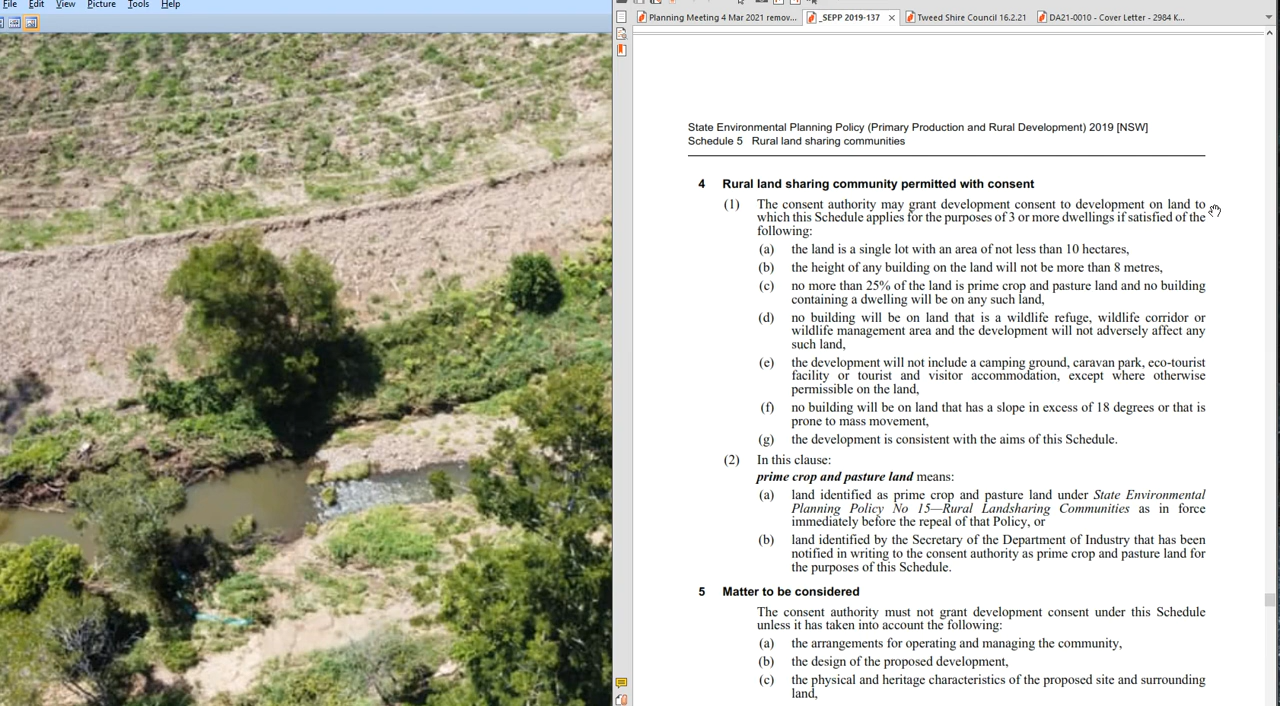 File Edit View Picture Tools Help
Planning Meeting 4 Mar 2021 remov... _SEPP 2019-137 Tweed Shire Council 16.2.21 DA21-0010 - Cover Letter - 2984 K...
State Environmental Planning Policy (Primary Production and Rural Development) 2019 [NSW]
Schedule 5 Rural land sharing communities
4 Rural land sharing community permitted with consent
(1) The consent authority may grant development consent to development on land to
which this Schedule applies for the purposes of 3 or more dwellings if satisfied of the
following:
(a) the land is a single lot with an area of not less than 10 hectares,
(b) the height of any building on the land will not be more than 8 metres,
(c) no more than 25% of the land is prime crop and pasture land and no building
containing a dwelling will be on any such land,
(d) no building will be on land that is a wildlife refuge, wildlife corridor or
wildlife management area and the development will not adversely affect any
such land,
(e) the development will not include a camping ground, caravan park, eco-tourist
facility or tourist and visitor accommodation, except where otherwise
permissible on the land,
(f) no building will be on land that has a slope in excess of 18 degrees or that is
prone to mass movement,
(g) the development is consistent with the aims of this Schedule.
(2) In this clause:
prime crop and pasture land means:
(a) land identified as prime crop and pasture land under State Environmental
Planning Policy No 15—Rural Landsharing Communities as in force
immediately before the repeal of that Policy, or
(b) land identified by the Secretary of the Department of Industry that has been
notified in writing to the consent authority as prime crop and pasture land for
the purposes of this Schedule.
5 Matter to be considered
The consent authority must not grant development consent under this Schedule
unless it has taken into account the following:
(a) the arrangements for operating and managing the community,
(b) the design of the proposed development,
(c) the physical and heritage characteristics of the proposed site and surrounding
land,